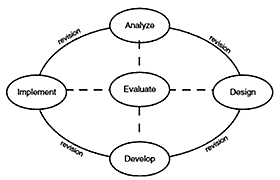 Analyze
revision
revision
Implement
Evaluate
Design
revision
revision
Develop